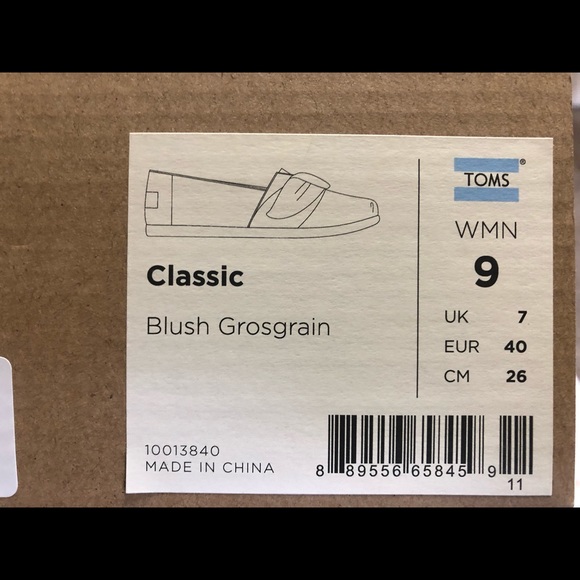 Classic
Blush Grosgrain
10013840
MADE IN CHINA
TOMS®
WMN
9
UK 7
EUR 40
CM 26
8 89556 65845 9
11